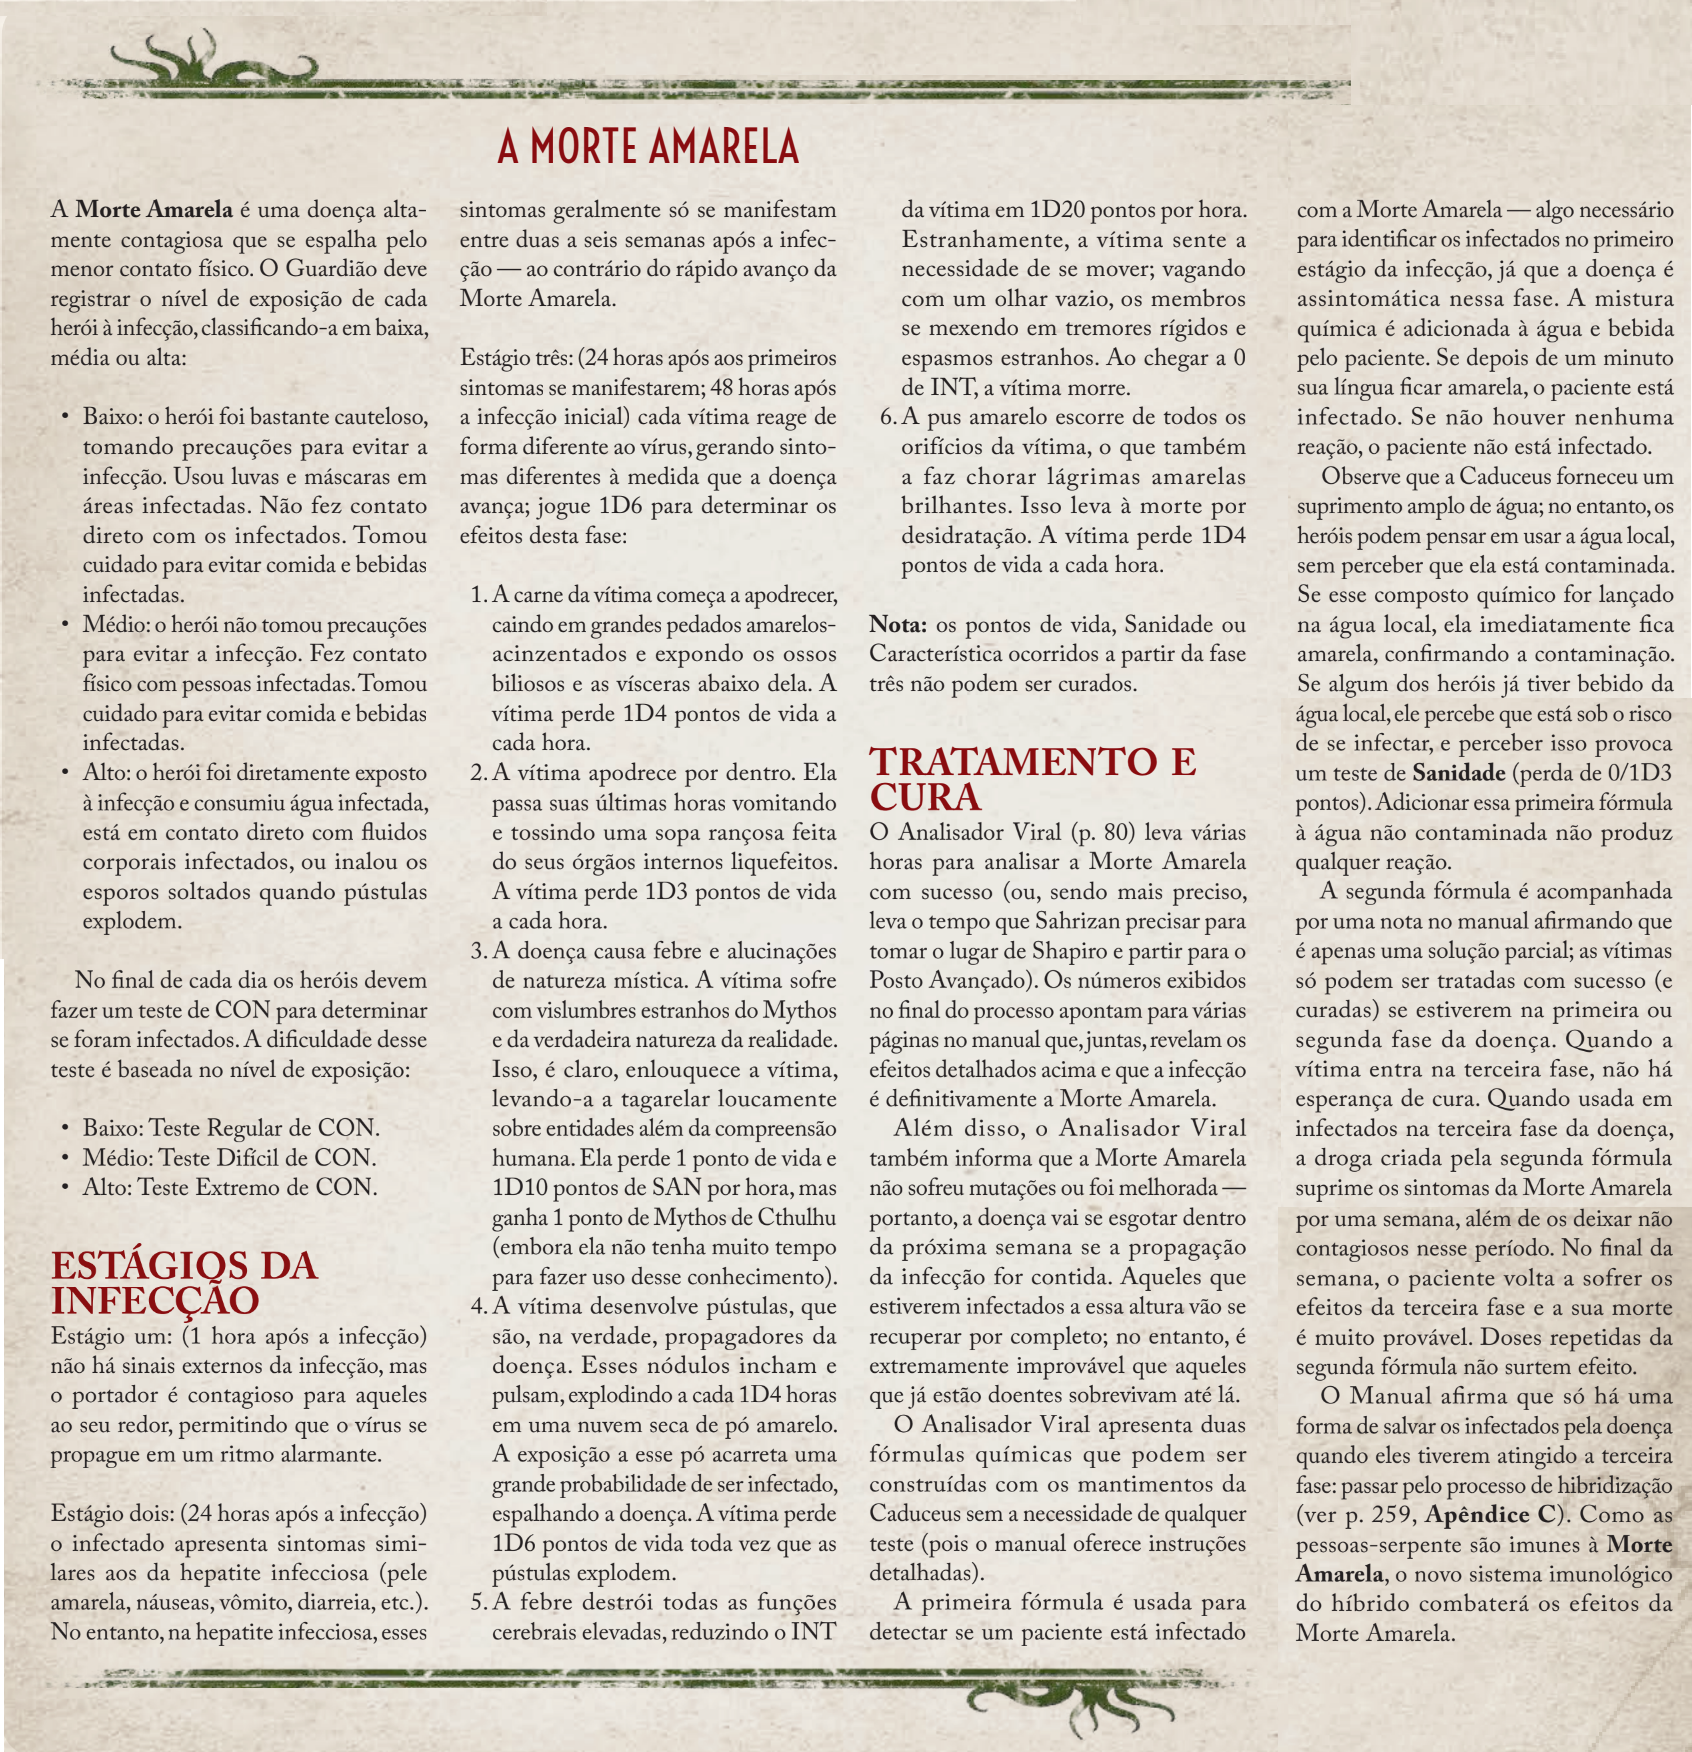 A MORTE AMARELA
A Morte Amarela é uma doença alta-
mente contagiosa que se espalha pelo
menor contato físico. O Guardião deve
registrar o nível de exposição de cada
herói à infecção, classificando-a em baixa,
média ou alta:
• Baixo: o herói foi bastante cauteloso,
tomando precauções para evitar a
infecção. Usou luvas e máscaras em
áreas infectadas. Não fez contato
direto com os infectados. Tomou
cuidado para evitar comida e bebidas
infectadas.
• Médio: o herói não tomou precauções
para evitar a infecção. Fez contato
físico com pessoas infectadas. Tomou
cuidado para evitar comida e bebidas
infectadas.
• Alto: o herói foi diretamente exposto
à infecção e consumiu água infectada,
está em contato direto com fluidos
corporais infectados, ou inalou os
esporos soltados quando pústulas
explodem.
No final de cada dia os heróis devem
fazer um teste de CON para determinar
se foram infectados. A dificuldade desse
teste é baseada no nível de exposição:
• Baixo: Teste Regular de CON.
• Médio: Teste Difícil de CON.
• Alto: Teste Extremo de CON.
ESTÁGIOS DA
INFECÇÃO
Estágio um: (1 hora após a infecção)
não há sinais externos da infecção, mas
o portador é contagioso para aqueles
ao seu redor, permitindo que o vírus se
propague em um ritmo alarmante.
Estágio dois: (24 horas após a infecção)
o infectado apresenta sintomas simi-
lares aos da hepatite infecciosa (pele
amarela, náuseas, vômito, diarreia, etc.).
No entanto, na hepatite infecciosa, esses
sintomas geralmente só se manifestam
entre duas a seis semanas após a infec-
ção — ao contrário do rápido avanço da
Morte Amarela.
Estágio três: (24 horas após aos primeiros
sintomas se manifestarem; 48 horas após
a infecção inicial) cada vítima reage de
forma diferente ao vírus, gerando sinto-
mas diferentes à medida que a doença
avança; jogue 1D6 para determinar os
efeitos desta fase:
1. A carne da vítima começa a apodrecer,
caindo em grandes pedados amarelos-
acinzentados e expondo os ossos
biliosos e as vísceras abaixo dela. A
vítima perde 1D4 pontos de vida a
cada hora.
2. A vítima apodrece por dentro. Ela
passa suas últimas horas vomitando
e tossindo uma sopa rançosa feita
do seus órgãos internos liquefeitos.
A vítima perde 1D3 pontos de vida
a cada hora.
3. A doença causa febre e alucinações
de natureza mística. A vítima sofre
com vislumbres estranhos do Mythos
e da verdadeira natureza da realidade.
Isso, é claro, enlouquece a vítima,
levando-a a tagarelar loucamente
sobre entidades além da compreensão
humana. Ela perde 1 ponto de vida e
1D10 pontos de SAN por hora, mas
ganha 1 ponto de Mythos de Cthulhu
(embora ela não tenha muito tempo
para fazer uso desse conhecimento).
4. A vítima desenvolve pústulas, que
são, na verdade, propagadores da
doença. Esses nódulos incham e
pulsam, explodindo a cada 1D4 horas
em uma nuvem seca de pó amarelo.
A exposição a esse pó acarreta uma
grande probabilidade de ser infectado,
espalhando a doença. A vítima perde
1D6 pontos de vida toda vez que as
pústulas explodem.
5. A febre destrói todas as funções
cerebrais elevadas, reduzindo o INT
da vítima em 1D20 pontos por hora.
Estranhamente, a vítima sente a
necessidade de se mover; vagando
com um olhar vazio, os membros
se mexendo em tremores rígidos e
espasmos estranhos. Ao chegar a 0
de INT, a vítima morre.
6. A pus amarelo escorre de todos os
orifícios da vítima, o que também
a faz chorar lágrimas amarelas
brilhantes. Isso leva à morte por
desidratação. A vítima perde 1D4
pontos de vida a cada hora.
Nota: os pontos de vida, Sanidade ou
Característica ocorridos a partir da fase
três não podem ser curados.
TRATAMENTO E
CURA
O Analisador Viral (p. 80) leva várias
horas para analisar a Morte Amarela
com sucesso (ou, sendo mais preciso,
leva o tempo que Sahrizan precisar para
tomar o lugar de Shapiro e partir para o
Posto Avançado). Os números exibidos
no final do processo apontam para várias
páginas no manual que, juntas, revelam os
efeitos detalhados acima e que a infecção
é definitivamente a Morte Amarela.
Além disso, o Analisador Viral
também informa que a Morte Amarela
não sofreu mutações ou foi melhorada —
portanto, a doença vai se esgotar dentro
da próxima semana se a propagação
da infecção for contida. Aqueles que
estiverem infectados a essa altura vão se
recuperar por completo; no entanto, é
extremamente improvável que aqueles
que já estão doentes sobrevivam até lá.
O Analisador Viral apresenta duas
fórmulas químicas que podem ser
construídas com os mantimentos da
Caduceus sem a necessidade de qualquer
teste (pois o manual oferece instruções
detalhadas).
A primeira fórmula é usada para
detectar se um paciente está infectado
com a Morte Amarela — algo necessário
para identificar os infectados no primeiro
estágio da infecção, já que a doença é
assintomática nessa fase. A mistura
química é adicionada à água e bebida
pelo paciente. Se depois de um minuto
sua língua ficar amarela, o paciente está
infectado. Se não houver nenhuma
reação, o paciente não está infectado.
Observe que a Caduceus forneceu um
suprimento amplo de água; no entanto, os
heróis podem pensar em usar a água local,
sem perceber que ela está contaminada.
Se esse composto químico for lançado
na água local, ela imediatamente fica
amarela, confirmando a contaminação.
Se algum dos heróis já tiver bebido da
água local, ele percebe que está sob o risco
de se infectar, e perceber isso provoca
um teste de Sanidade (perda de 0/1D3
pontos). Adicionar essa primeira fórmula
à água não contaminada não produz
qualquer reação.
A segunda fórmula é acompanhada
por uma nota no manual afirmando que
é apenas uma solução parcial; as vítimas
só podem ser tratadas com sucesso (e
curadas) se estiverem na primeira ou
segunda fase da doença. Quando a
vítima entra na terceira fase, não há
esperança de cura. Quando usada em
infectados na terceira fase da doença,
a droga criada pela segunda fórmula
suprime os sintomas da Morte Amarela
por uma semana, além de os deixar não
contagiosos nesse período. No final da
semana, o paciente volta a sofrer os
efeitos da terceira fase e a sua morte
é muito provável. Doses repetidas da
segunda fórmula não surtem efeito.
O Manual afirma que só há uma
forma de salvar os infectados pela doença
quando eles tiverem atingido a terceira
fase: passar pelo processo de hibridização
(ver p. 259, Apêndice C). Como as
pessoas-serpente são imunes à Morte
Amarela, o novo sistema imunológico
do híbrido combaterá os efeitos da
Morte Amarela.